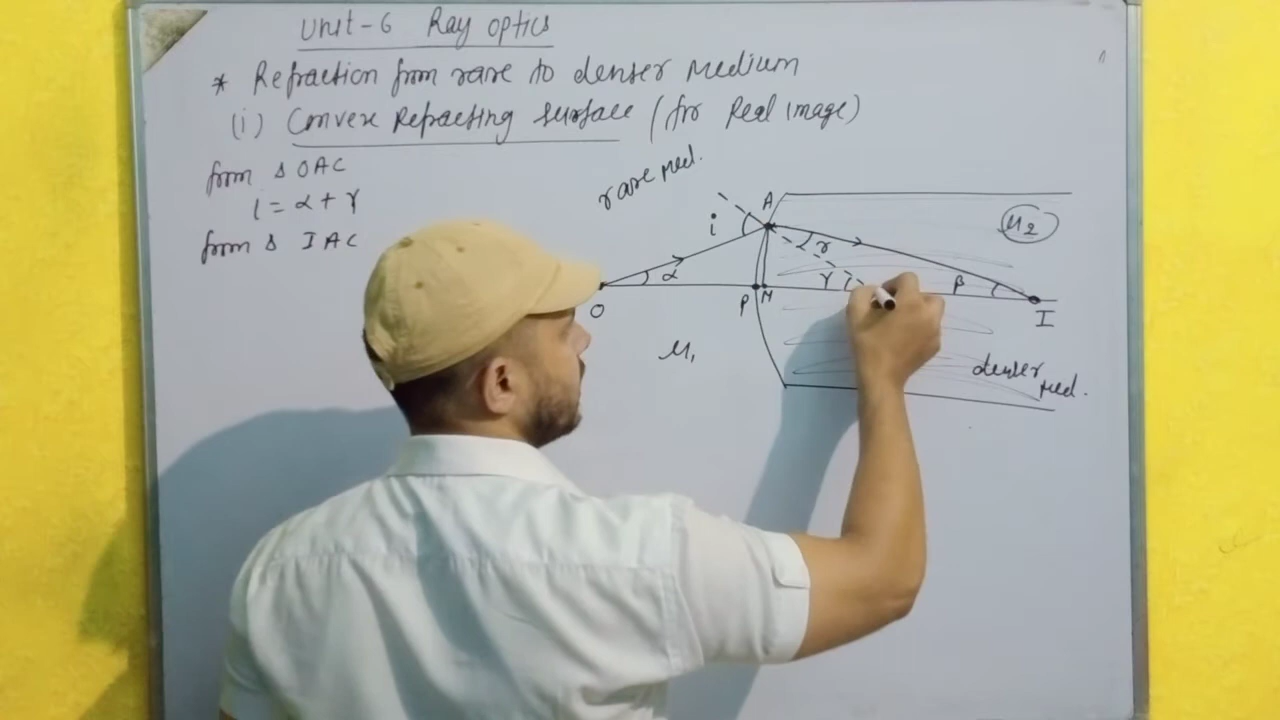 Unit-6 Ray optics
* Refraction from rare to denser medium
(i) Convex Refracting surface (for Real image)
from Δ OAC
i = α + γ
from Δ IAC
rare med.
A
i
r
μ2
α
γ
β
O
P N
I
μ1
denser
med.